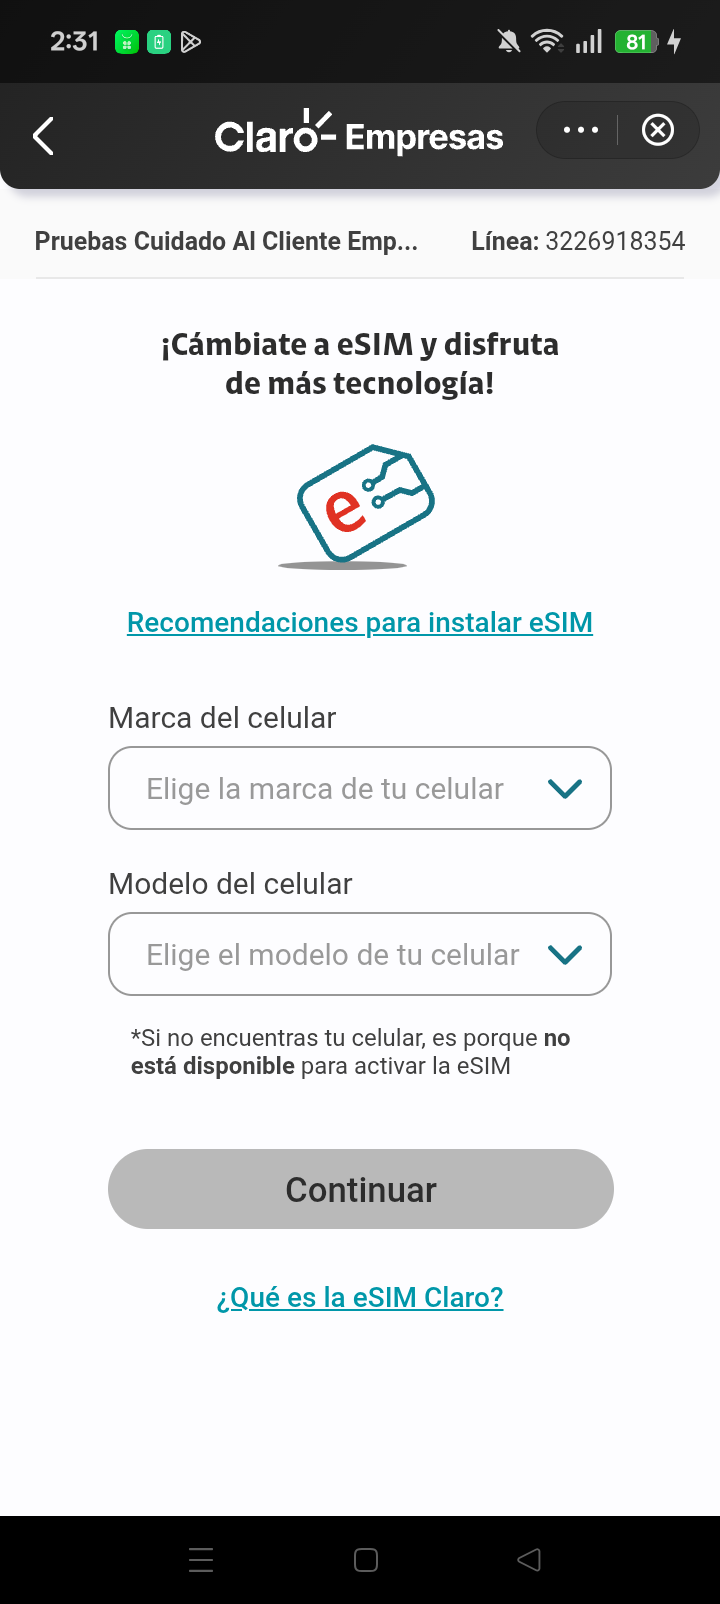 2:31
81
Claro Empresas
Pruebas Cuidado Al Cliente Emp... Línea: 3226918354
¡Cámbiate a eSIM y disfruta
de más tecnología!
e
Recomendaciones para instalar eSIM
Marca del celular
Elige la marca de tu celular
Modelo del celular
Elige el modelo de tu celular
*Si no encuentras tu celular, es porque no
está disponible para activar la eSIM
Continuar
¿Qué es la eSIM Claro?